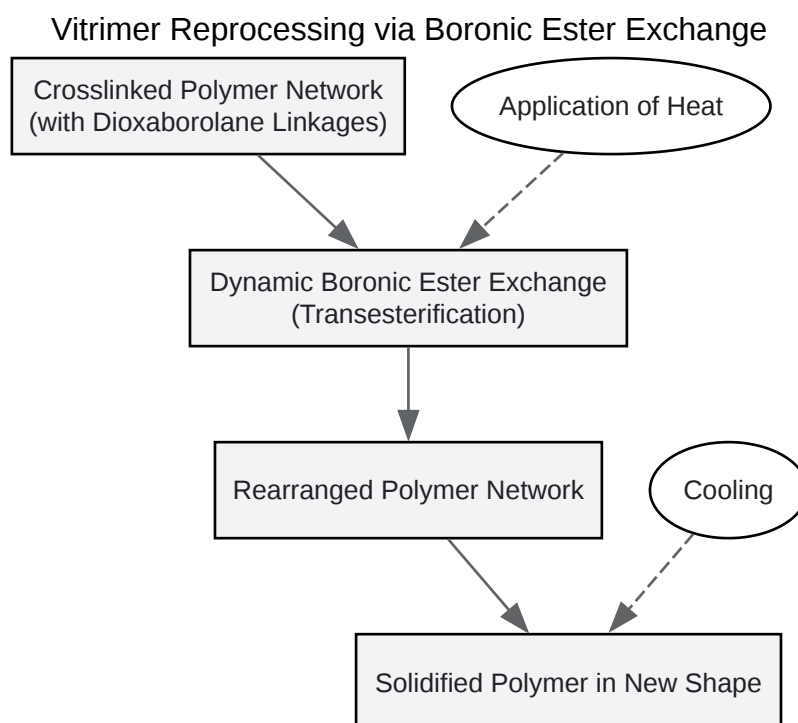 Vitrimer Reprocessing via Boronic Ester Exchange
Crosslinked Polymer Network
(with Dioxaborolane Linkages)
Application of Heat
Dynamic Boronic Ester Exchange
(Transesterification)
Rearranged Polymer Network
Cooling
Solidified Polymer in New Shape